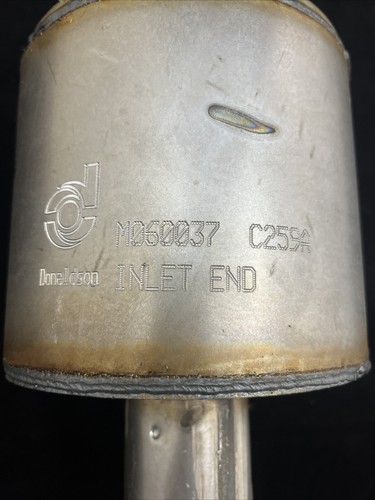 M060037 C259A
Donaldson INLET END